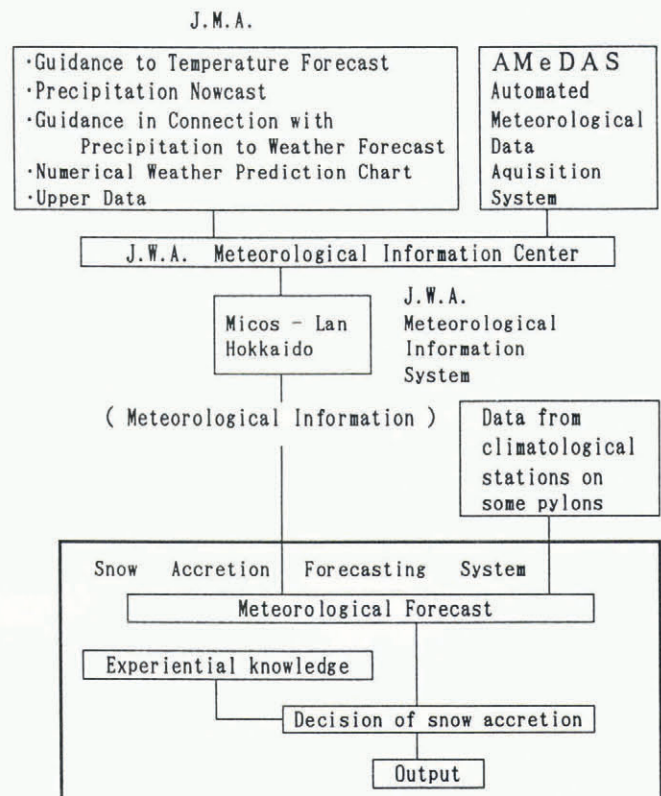 J.M.A.
·Guidance to Temperature Forecast
·Precipitation Nowcast
·Guidance in Connection with
Precipitation to Weather Forecast
·Numerical Weather Prediction Chart
·Upper Data
AMeDAS
Automated
Meteorological
Data
Aquisition
System
J.W.A. Meteorological Information Center
Micos - Lan
Hokkaido
J.W.A.
Meteorological
Information
System
( Meteorological Information )
Data from
climatological
stations on
some pylons
Snow Accretion Forecasting System
Meteorological Forecast
Experiential knowledge
Decision of snow accretion
Output